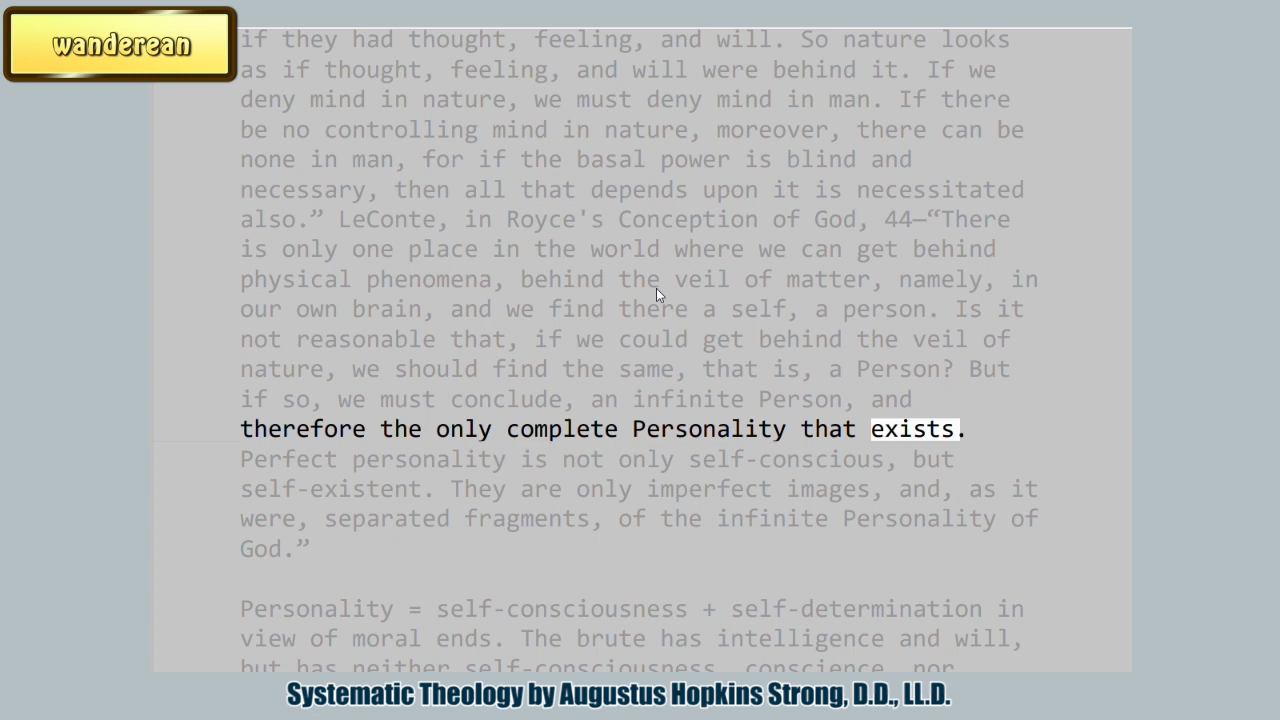 wanderean
if they had thought, feeling, and will. So nature looks
as if thought, feeling, and will were behind it. If we
deny mind in nature, we must deny mind in man. If there
be no controlling mind in nature, moreover, there can be
none in man, for if the basal power is blind and
necessary, then all that depends upon it is necessitated
also.” LeConte, in Royce's Conception of God, 44—“There
is only one place in the world where we can get behind
physical phenomena, behind the veil of matter, namely, in
our own brain, and we find there a self, a person. Is it
not reasonable that, if we could get behind the veil of
nature, we should find the same, that is, a Person? But
if so, we must conclude, an infinite Person, and
therefore the only complete Personality that exists.
Perfect personality is not only self-conscious, but
self-existent. They are only imperfect images, and, as it
were, separated fragments, of the infinite Personality of
God.”
Personality = self-consciousness + self-determination in
view of moral ends. The brute has intelligence and will,
but has neither self-consciousness, conscience, nor
Systematic Theology by Augustus Hopkins Strong, D.D., LL.D.